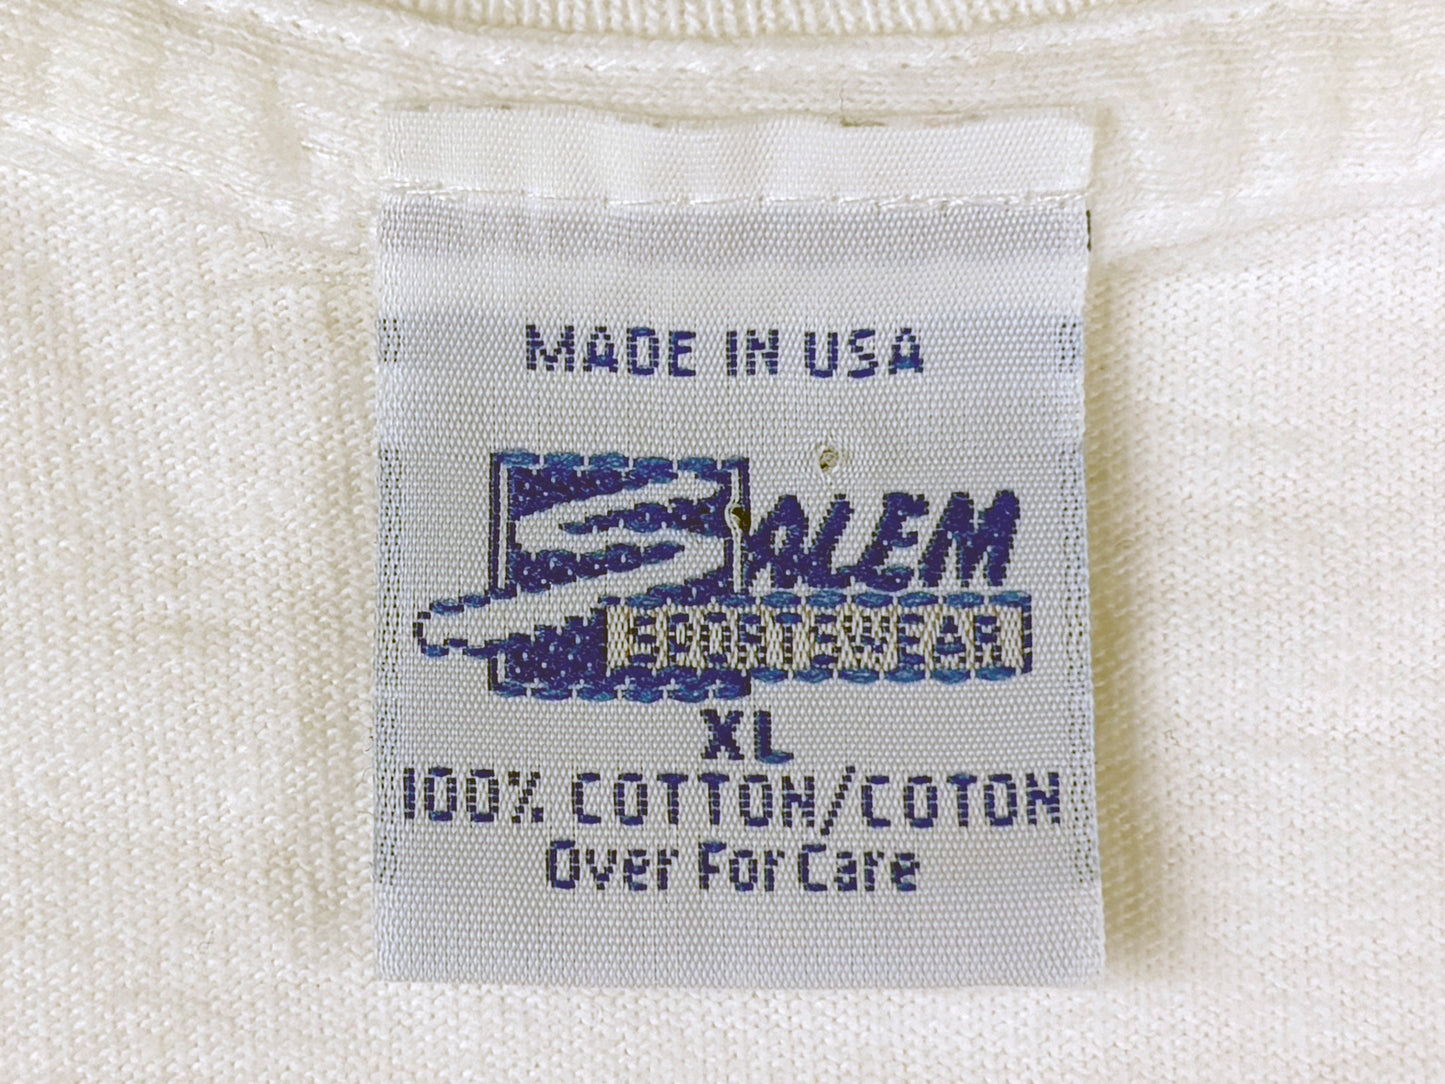 MADE IN USA
SALEM
SPORTSWEAR
XL
100% COTTON/COTON
Over For Care